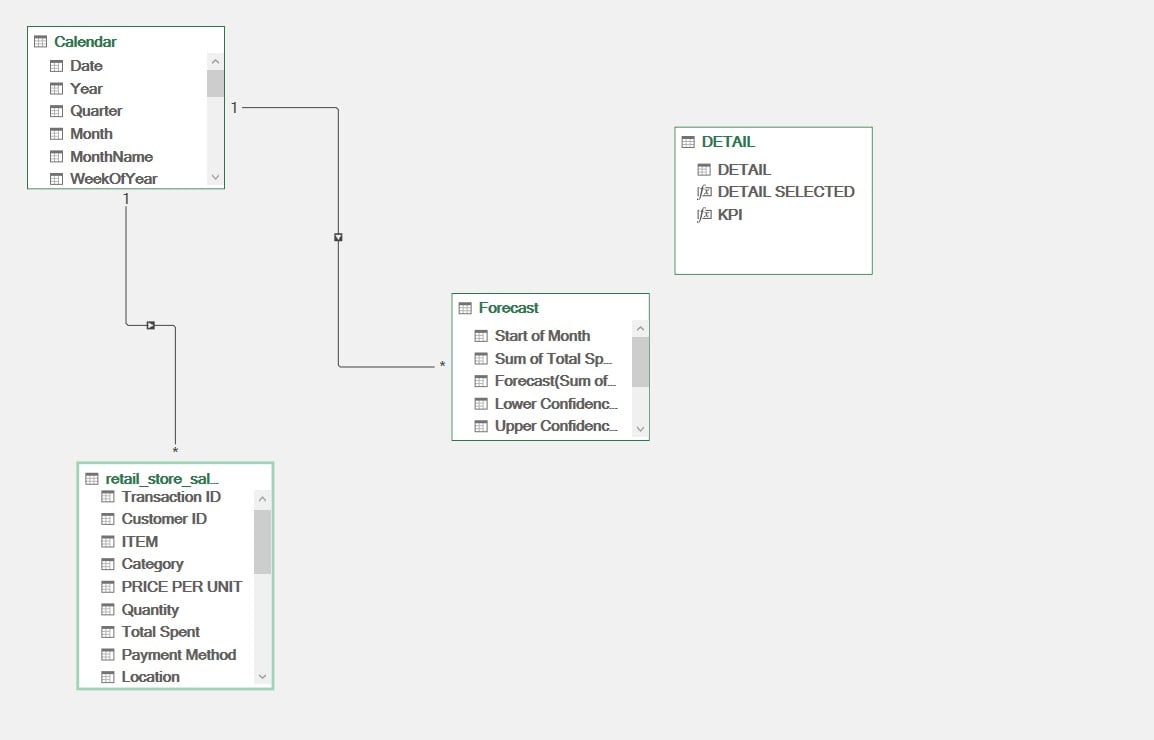 Calendar
Date
Year
Quarter
Month
MonthName
WeekOfYear
1
1
DETAIL
DETAIL
DETAIL SELECTED
KPI
Forecast
Start of Month
Sum of Total Sp...
Forecast(Sum of...
Lower Confidenc...
Upper Confidenc...
*
*
retail_store_sal...
Transaction ID
Customer ID
ITEM
Category
PRICE PER UNIT
Quantity
Total Spent
Payment Method
Location